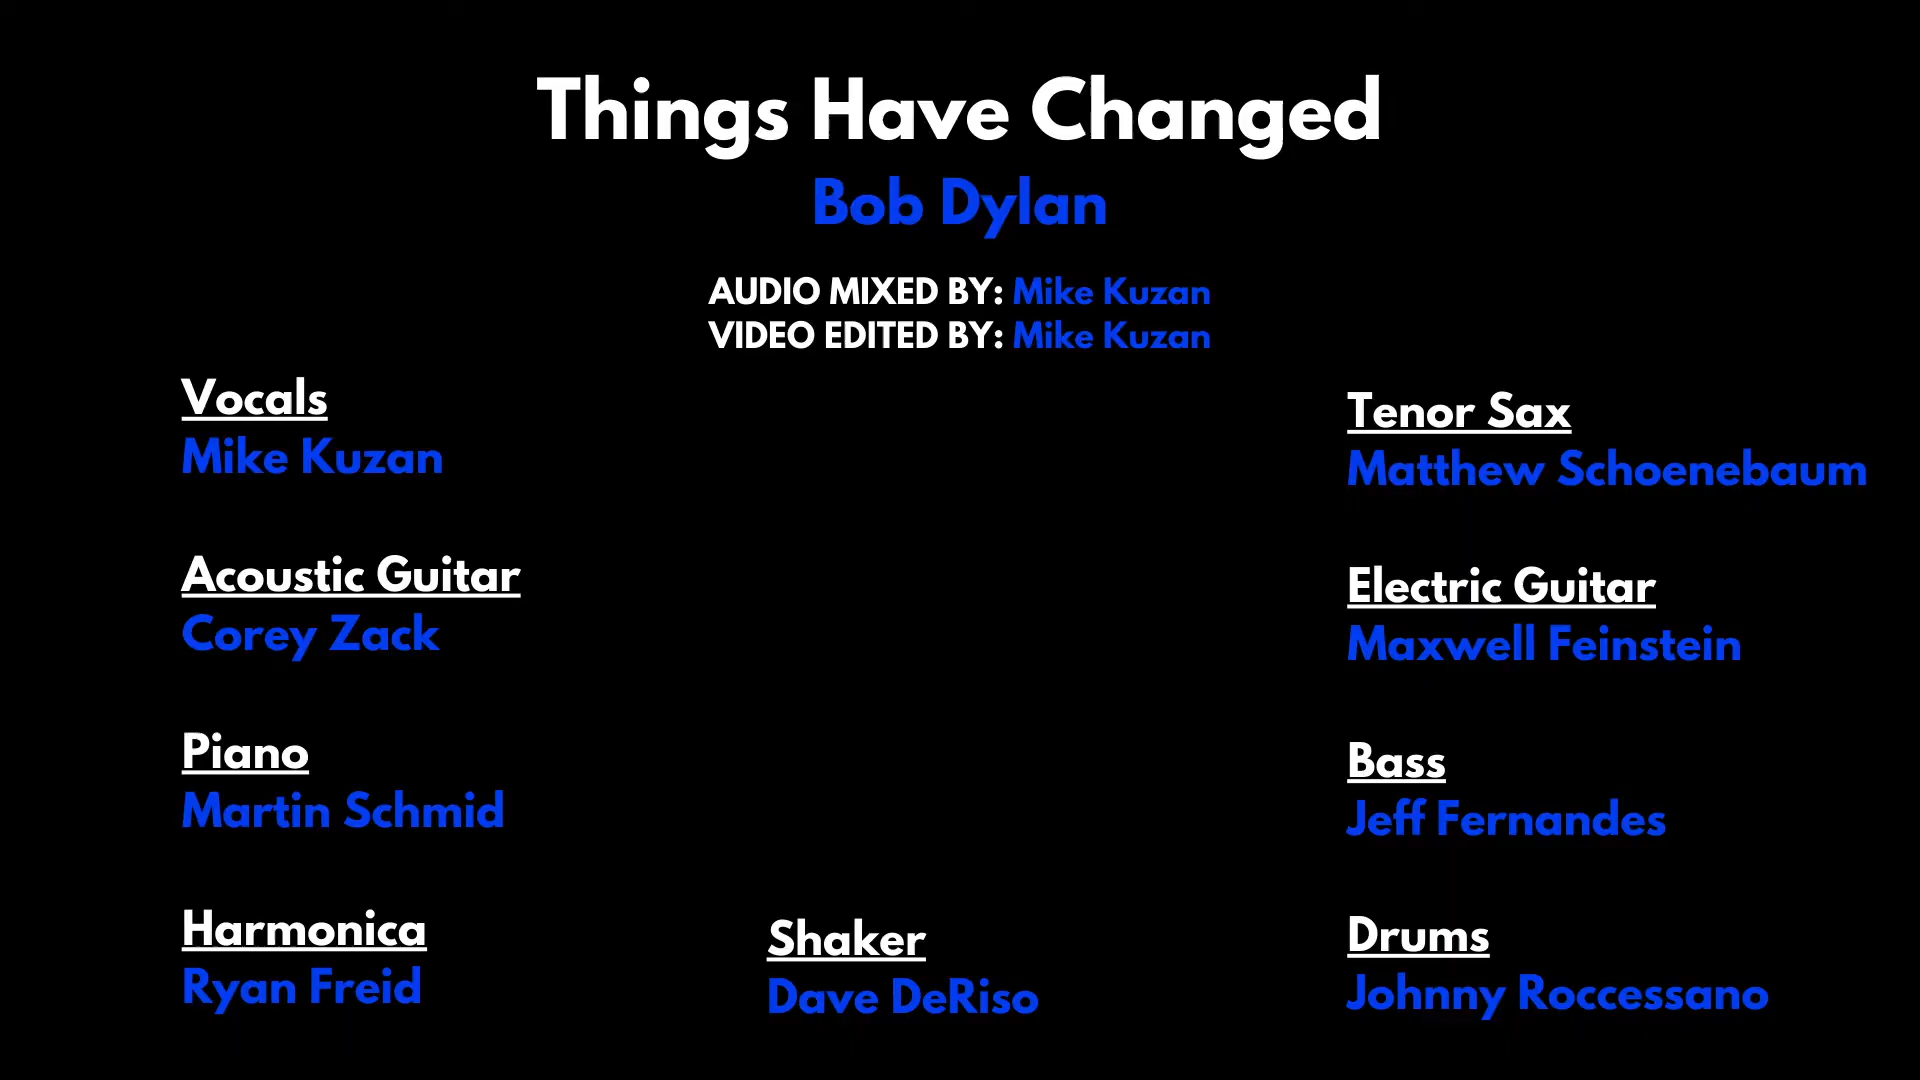 Things Have Changed
Bob Dylan
AUDIO MIXED BY: Mike Kuzan
VIDEO EDITED BY: Mike Kuzan
Vocals
Mike Kuzan
Acoustic Guitar
Corey Zack
Piano
Martin Schmid
Harmonica
Ryan Freid
Shaker
Dave DeRiso
Tenor Sax
Matthew Schoenebaum
Electric Guitar
Maxwell Feinstein
Bass
Jeff Fernandes
Drums
Johnny Roccessano